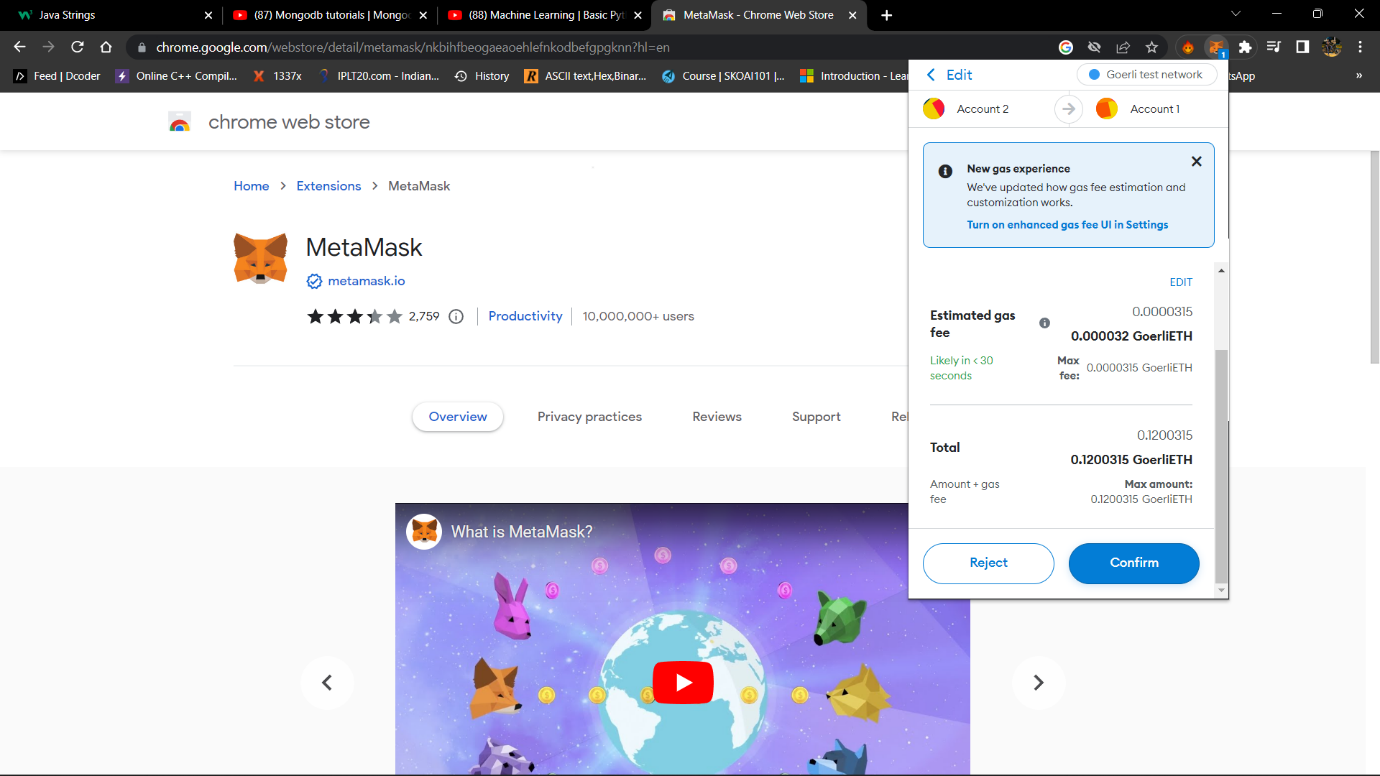 Java Strings
(87) Mongodb tutorials | Mongo
(88) Machine Learning | Basic Pyt
MetaMask - Chrome Web Store
chrome.google.com/webstore/detail/metamask/nkbihfbeogaeaoehlefnkodbefgpgknn?hl=en
1
Feed | Dcoder
Online C++ Compil...
1337x
IPLT20.com - Indian...
History
ASCII text,Hex,Binar...
Course | SKOAI101 |...
Introduction - Lear
tsApp
»
chrome web store
Home > Extensions > MetaMask
MetaMask
metamask.io
2,759
Productivity
10,000,000+ users
Overview
Privacy practices
Reviews
Support
Rel
What is MetaMask?
Edit
Goerli test network
Account 2
Account 1
New gas experience
We've updated how gas fee estimation and
customization works.
Turn on enhanced gas fee UI in Settings
EDIT
Estimated gas
fee
0.0000315
0.000032 GoerliETH
Likely in < 30
seconds
Max
fee:
0.0000315 GoerliETH
Total
0.1200315
0.1200315 GoerliETH
Amount + gas
fee
Max amount:
0.1200315 GoerliETH
Reject
Confirm